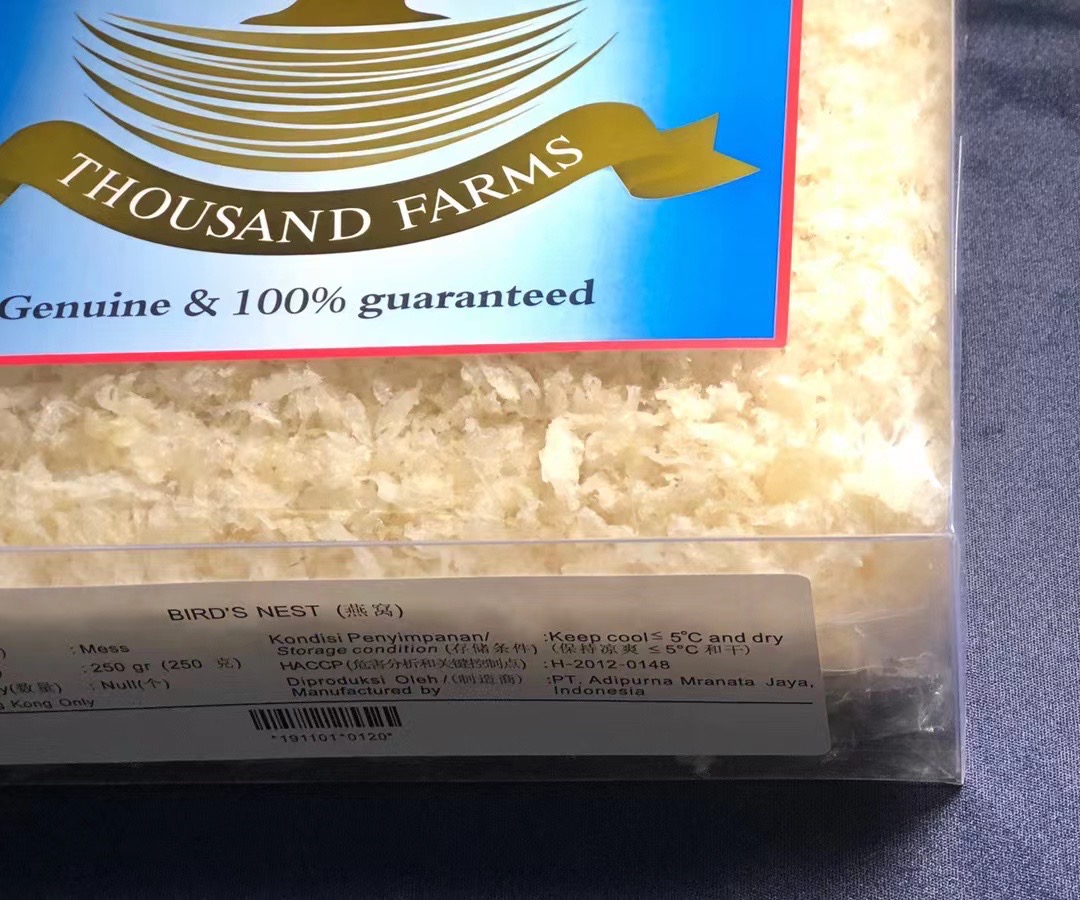 THOUSAND FARMS
Genuine & 100% guaranteed
BIRD'S NEST (燕窝)
) : Mess
: 250 gr (250 克)
y(数量) : Null(个)
g Kong Only
Kondisi Penyimpanan/ :Keep cool≤ 5°C and dry
Storage condition (存储条件) (保持凉爽 ≤ 5°C 和干)
HACCP(危害分析和关键控制点) :H-2012-0148
Diproduksi Oleh/(制造商) :PT. Adipurna Mranata Jaya,
Manufactured by Indonesia
*191101*0120*